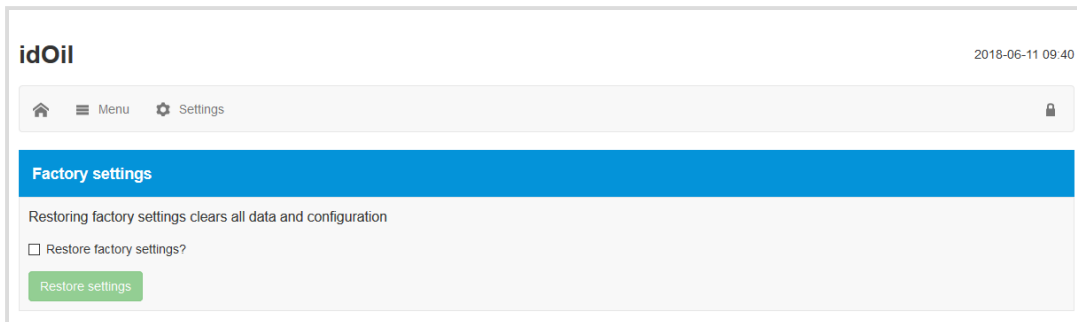 idOil
2018-06-11 09:40
Menu Settings
Factory settings
Restoring factory settings clears all data and configuration
Restore factory settings?
Restore settings